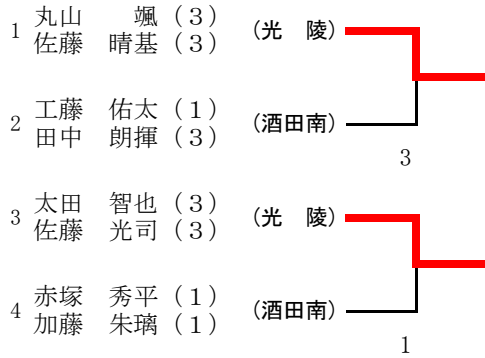 1 丸山　　颯（３） （光　陵）
佐藤　晴基（３）
2 工藤　佑太（１） （酒田南）
田中　朗揮（３）
3
3 太田　智也（３） （光　陵）
佐藤　光司（３）
4 赤塚　秀平（１） （酒田南）
加藤　朱璃（１）
1